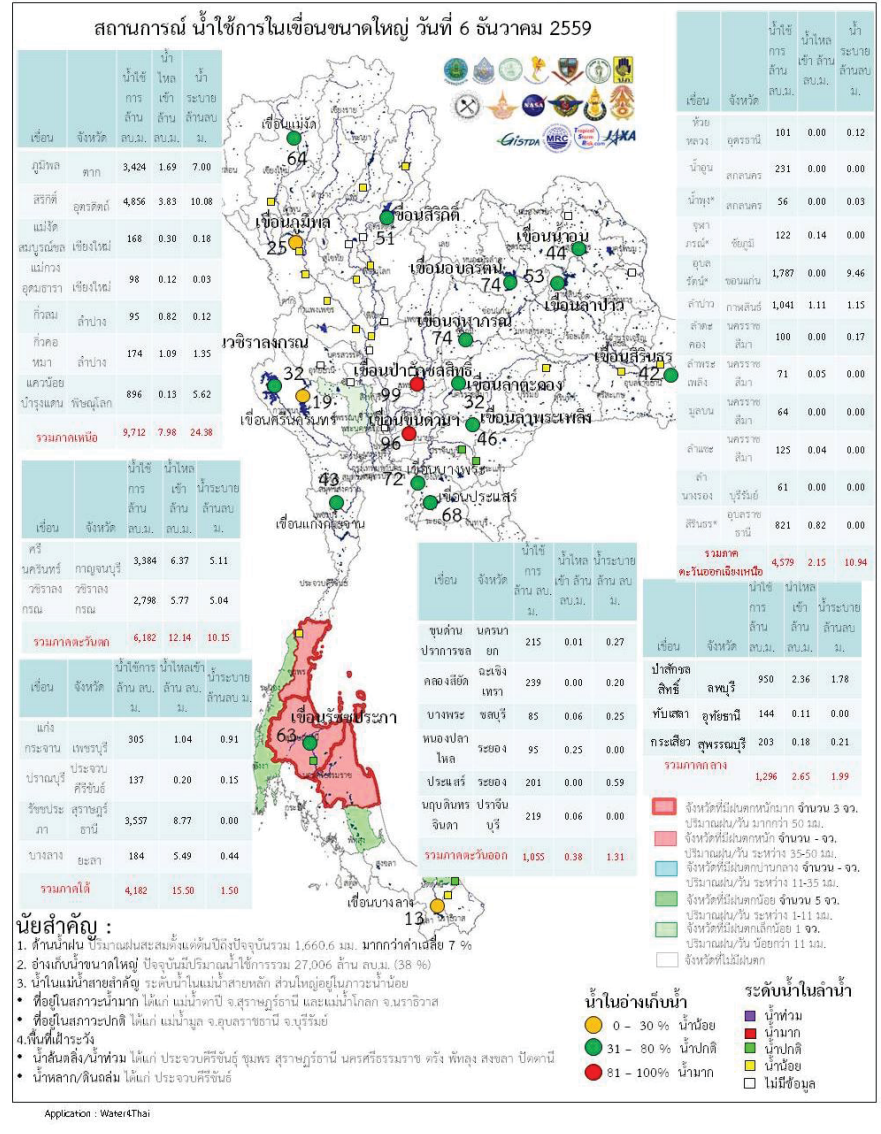 สถานการณ์ น้ำใช้การในเขื่อนขนาดใหญ่ วันที่ 6 ธันวาคม 2559
เขื่อน จังหวัด น้ำใช้การ ล้าน ลบ.ม. น้ำไหลเข้า ล้าน ลบ.ม. น้ำระบาย ล้านลบ ม.
ภูมิพล ตาก 3,424 1.69 7.00
สิริกิติ์ อุตรดิตถ์ 4,856 3.83 10.08
แม่งัดสมบูรณ์ชล เชียงใหม่ 168 0.30 0.18
แม่กวงอุดมธารา เชียงใหม่ 98 0.12 0.03
กิ่วลม ลำปาง 95 0.82 0.12
กิ่วคอหมา ลำปาง 174 1.09 1.35
แควน้อยบำรุงแดน พิษณุโลก 896 0.13 5.62
รวมภาคเหนือ 9,712 7.98 24.38
เขื่อน จังหวัด น้ำใช้การ ล้าน ลบ.ม. น้ำไหลเข้า ล้าน ลบ.ม. น้ำระบาย ล้านลบ ม.
ศรีนครินทร์ กาญจนบุรี 3,384 6.37 5.11
วชิราลงกรณ วชิราลงกรณ 2,798 5.77 5.04
รวมภาคตะวันตก 6,182 12.14 10.15
เขื่อน จังหวัด น้ำใช้การ ล้าน ลบ.ม. น้ำไหลเข้า ล้าน ลบ.ม. น้ำระบาย ล้านลบ ม.
แก่งกระจาน เพชรบุรี 305 1.04 0.91
ปราณบุรี ประจวบคีรีขันธ์ 137 0.20 0.15
รัชชประภา สุราษฎร์ธานี 3,557 8.77 0.00
บางลาง ยะลา 184 5.49 0.44
รวมภาคใต้ 4,182 15.50 1.50
เขื่อน จังหวัด น้ำใช้การ ล้าน ลบ.ม. น้ำไหลเข้า ล้าน ลบ.ม. น้ำระบาย ล้านลบ ม.
ห้วยหลวง อุดรธานี 101 0.00 0.12
น้ำอูน สกลนคร 231 0.00 0.00
น้ำพุง* สกลนคร 56 0.00 0.03
จุฬาภรณ์* ชัยภูมิ 122 0.14 0.00
อุบลรัตน์* ขอนแก่น 1,787 0.00 9.46
ลำปาว กาฬสินธุ์ 1,041 1.11 1.15
ลำตะคอง นครราชสีมา 100 0.00 0.17
ลำพระเพลิง นครราชสีมา 71 0.05 0.00
มูลบน นครราชสีมา 64 0.00 0.00
ลำแชะ นครราชสีมา 125 0.04 0.00
ลำนางรอง บุรีรัมย์ 61 0.00 0.00
สิรินธร* อุบลราชธานี 821 0.82 0.00
รวมภาคตะวันออกเฉียงเหนือ 4,579 2.15 10.94
เขื่อน จังหวัด น้ำใช้การ ล้าน ลบ.ม. น้ำไหลเข้า ล้าน ลบ.ม. น้ำระบาย ล้าน ลบ ม.
ขุนด่านปราการชล นครนายก 215 0.01 0.27
คลองสียัด ฉะเชิงเทรา 239 0.00 0.20
บางพระ ชลบุรี 85 0.06 0.25
หนองปลาไหล ระยอง 95 0.25 0.00
ประแสร์ ระยอง 201 0.00 0.59
นฤบดินทรจินดา ปราจีนบุรี 219 0.06 0.00
รวมภาคตะวันออก 1,055 0.38 1.31
เขื่อน จังหวัด น้ำใช้การ ล้าน ลบ.ม. น้ำไหลเข้า ล้าน ลบ.ม. น้ำระบาย ล้านลบ ม.
ป่าสักชลสิทธิ์ ลพบุรี 950 2.36 1.78
ทับเสลา อุทัยธานี 144 0.11 0.00
กระเสียว สุพรรณบุรี 203 0.18 0.21
รวมภาคกลาง 1,296 2.65 1.99
GISTDA MRC Tropical Storm Risk.com JAXA
NASA
เขื่อนแม่งัด 64
เขื่อนภูมิพล 25
เขื่อนสิริกิติ์ 51
เขื่อนน้ำอูน 44
เขื่อนอุบลรัตน์ 74
53 เขื่อนลำปาว
เขื่อนจุฬาภรณ์ 74
วชิราลงกรณ์ 32
19 เขื่อนศรีนครินทร์
เขื่อนป่าสักชลสิทธิ์ 99
เขื่อนลำตะคอง 32
เขื่อนสิรินธร 42
เขื่อนขุนด่านฯ 96
เขื่อนลำพระเพลิง 46
เขื่อนบางพระ 72
เขื่อนประแสร์ 68
43 เขื่อนแก่งกระจาน
เขื่อนรัชชประภา 63
เขื่อนบางลาง 13
จังหวัดที่มีฝนตกหนักมาก จำนวน 3 จว.
ปริมาณฝน/วัน มากกว่า 50 มม.
จังหวัดที่มีฝนตกหนัก จำนวน - จว.
ปริมาณฝน/วัน ระหว่าง 35-50 มม.
จังหวัดที่มีฝนตกปานกลาง จำนวน - จว.
ปริมาณฝน/วัน ระหว่าง 11-35 มม.
จังหวัดที่มีฝนตกน้อย จำนวน 5 จว.
ปริมาณฝน/วัน ระหว่าง 1-11 มม.
จังหวัดที่มีฝนตกเล็กน้อย 1 จว.
ปริมาณฝน/วัน น้อยกว่า 11 มม.
จังหวัดที่ไม่มีฝนตก
นัยสำคัญ :
1. ด้านน้ำฝน ปริมาณฝนสะสมตั้งแต่ต้นปีถึงปัจจุบันรวม 1,660.6 มม. มากกว่าค่าเฉลี่ย 7 %
2. อ่างเก็บน้ำขนาดใหญ่ ปัจจุบันมีปริมาณน้ำใช้การรวม 27,006 ล้าน ลบ.ม. (38 %)
3. น้ำในแม่น้ำสายสำคัญ ระดับน้ำในแม่น้ำสายหลัก ส่วนใหญ่อยู่ในภาวะน้ำน้อย
• ที่อยู่ในสภาวะน้ำมาก ได้แก่ แม่น้ำตาปี จ.สุราษฎร์ธานี และแม่น้ำโกลก จ.นราธิวาส
• ที่อยู่ในสภาวะปกติ ได้แก่ แม่น้ำมูล จ.อุบลราชธานี จ.บุรีรัมย์
4.พื้นที่เฝ้าระวัง
• น้ำล้นตลิ่ง/น้ำท่วม ได้แก่ ประจวบคีรีขันธ์ ชุมพร สุราษฎร์ธานี นครศรีธรรมราช ตรัง พัทลุง สงขลา ปัตตานี
• น้ำหลาก/ดินถล่ม ได้แก่ ประจวบคีรีขันธ์
น้ำในอ่างเก็บน้ำ
0 - 30 % น้ำน้อย
31 - 80 % น้ำปกติ
81 - 100% น้ำมาก
ระดับน้ำในลำน้ำ
น้ำท่วม
น้ำมาก
น้ำปกติ
น้ำน้อย
ไม่มีข้อมูล
Application : Water4Thai